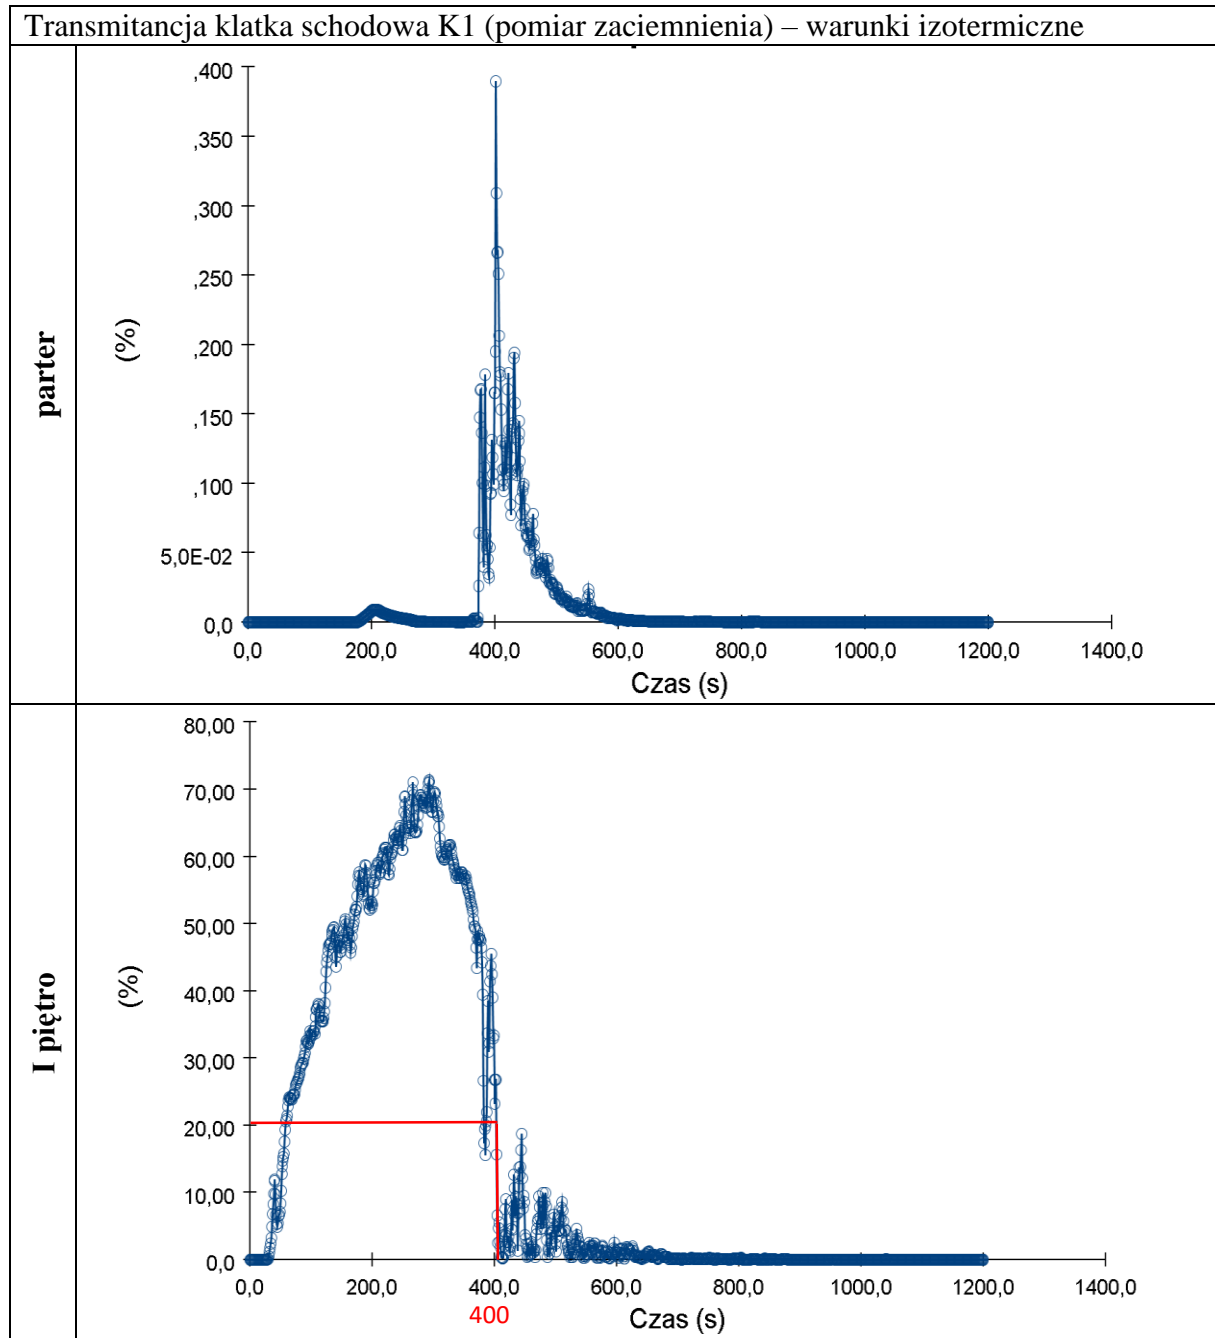 Transmitancja klatka schodowa K1 (pomiar zaciemnienia) – warunki izotermiczne
parter
(%)
,400
,350
,300
,250
,200
,150
,100
5,0E-02
0,0
0,0 200,0 400,0 600,0 800,0 1000,0 1200,0 1400,0
Czas (s)
I piętro
(%)
80,00
70,00
60,00
50,00
40,00
30,00
20,00
10,00
0,0
0,0 200,0 400,0 600,0 800,0 1000,0 1200,0 1400,0
400
Czas (s)